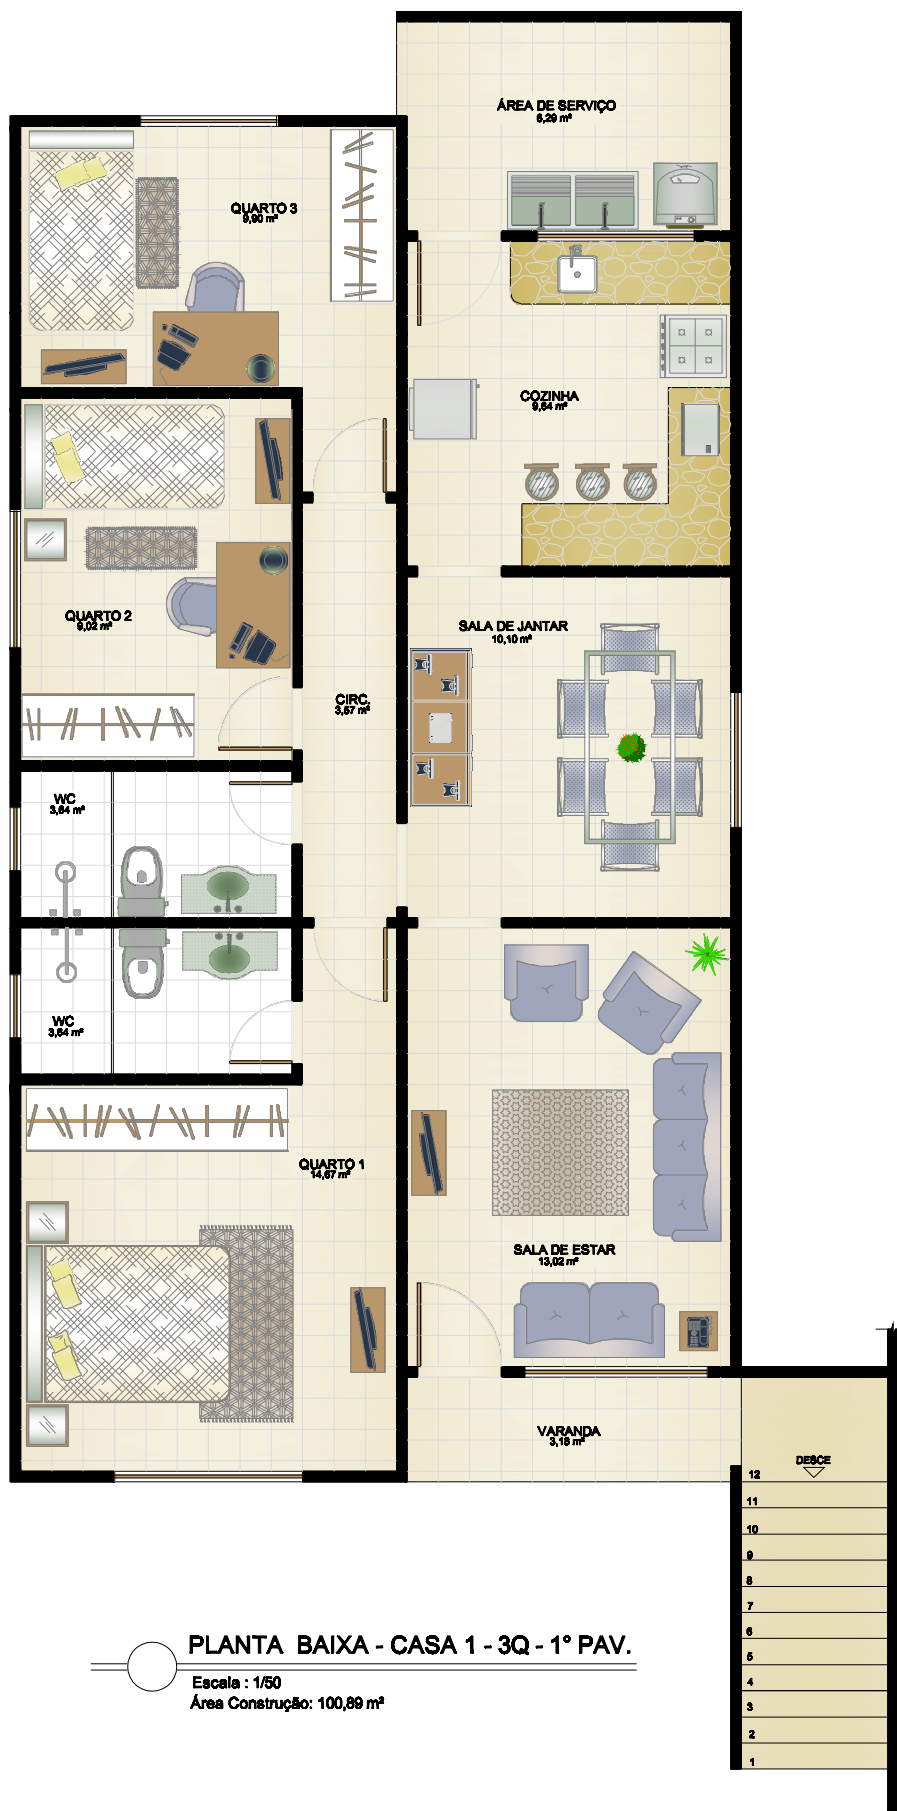 ÁREA DE SERVIÇO
6,29 m²
QUARTO 3
9,90 m²
COZINHA
9,64 m²
QUARTO 2
9,02 m²
SALA DE JANTAR
10,10 m²
CIRC.
3,57 m²
WC
3,64 m²
WC
3,64 m²
QUARTO 1
14,67 m²
SALA DE ESTAR
13,02 m²
VARANDA
3,18 m²
DESCE
12
11
10
9
8
7
6
5
4
3
2
1
PLANTA BAIXA - CASA 1 - 3Q - 1° PAV.
Escala : 1/50
Área Construção: 100,89 m²